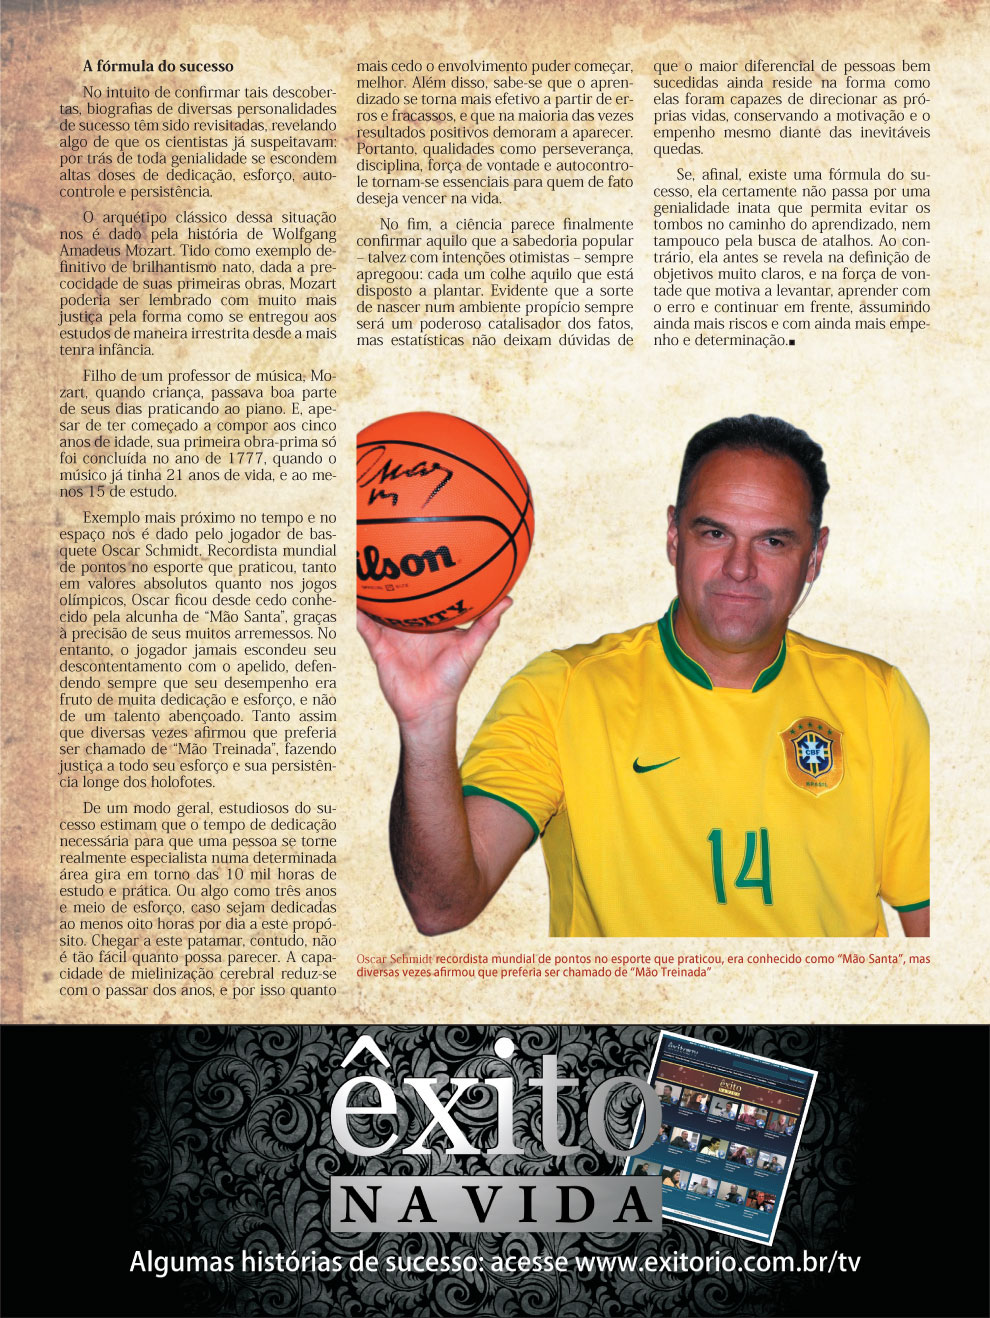 A fórmula do sucesso
No intuito de confirmar tais descober-
tas, biografias de diversas personalidades
de sucesso têm sido revisitadas, revelando
algo de que os cientistas já suspeitavam:
por trás de toda genialidade se escondem
altas doses de dedicação, esforço, auto-
controle e persistência.
O arquétipo clássico dessa situação
nos é dado pela história de Wolfgang
Amadeus Mozart. Tido como exemplo de-
finitivo de brilhantismo nato, dada a pre-
cocidade de suas primeiras obras, Mozart
poderia ser lembrado com muito mais
justiça pela forma como se entregou aos
estudos de maneira irrestrita desde a mais
tenra infância.
Filho de um professor de música, Mo-
zart, quando criança, passava boa parte
de seus dias praticando ao piano. E, ape-
sar de ter começado a compor aos cinco
anos de idade, sua primeira obra-prima só
foi concluída no ano de 1777, quando o
músico já tinha 21 anos de vida, e ao me-
nos 15 de estudo.
Exemplo mais próximo no tempo e no
espaço nos é dado pelo jogador de bas-
quete Oscar Schmidt. Recordista mundial
de pontos no esporte que praticou, tanto
em valores absolutos quanto nos jogos
olímpicos, Oscar ficou desde cedo conhe-
cido pela alcunha de “Mão Santa”, graças
à precisão de seus muitos arremessos. No
entanto, o jogador jamais escondeu seu
descontentamento com o apelido, defen-
dendo sempre que seu desempenho era
fruto de muita dedicação e esforço, e não
de um talento abençoado. Tanto assim
que diversas vezes afirmou que preferia
ser chamado de “Mão Treinada”, fazendo
justiça a todo seu esforço e sua persistên-
cia longe dos holofotes.
De um modo geral, estudiosos do su-
cesso estimam que o tempo de dedicação
necessária para que uma pessoa se torne
realmente especialista numa determinada
área gira em torno das 10 mil horas de
estudo e prática. Ou algo como três anos
e meio de esforço, caso sejam dedicadas
ao menos oito horas por dia a este propó-
sito. Chegar a este patamar, contudo, não
é tão fácil quanto possa parecer. A capa-
cidade de mielinização cerebral reduz-se
com o passar dos anos, e por isso quanto
mais cedo o envolvimento puder começar,
melhor. Além disso, sabe-se que o apren-
dizado se torna mais efetivo a partir de er-
ros e fracassos, e que na maioria das vezes
resultados positivos demoram a aparecer.
Portanto, qualidades como perseverança,
disciplina, força de vontade e autocontro-
le tornam-se essenciais para quem de fato
deseja vencer na vida.
No fim, a ciência parece finalmente
confirmar aquilo que a sabedoria popular
– talvez com intenções otimistas – sempre
apregoou: cada um colhe aquilo que está
disposto a plantar. Evidente que a sorte
de nascer num ambiente propício sempre
será um poderoso catalisador dos fatos,
mas estatísticas não deixam dúvidas de
que o maior diferencial de pessoas bem
sucedidas ainda reside na forma como
elas foram capazes de direcionar as pró-
prias vidas, conservando a motivação e o
empenho mesmo diante das inevitáveis
quedas.
Se, afinal, existe uma fórmula do su-
cesso, ela certamente não passa por uma
genialidade inata que permita evitar os
tombos no caminho do aprendizado, nem
tampouco pela busca de atalhos. Ao con-
trário, ela antes se revela na definição de
objetivos muito claros, e na força de von-
tade que motiva a levantar, aprender com
o erro e continuar em frente, assumindo
ainda mais riscos e com ainda mais empe-
nho e determinação.■
ilson
ERSITY
CBF
BRASIL
14
Oscar Schmidt recordista mundial de pontos no esporte que praticou, era conhecido como “Mão Santa”, mas
diversas vezes afirmou que preferia ser chamado de “Mão Treinada”
êxito
NA VIDA
êxito
NA VIDA
Algumas histórias de sucesso: acesse www.exitorio.com.br/tv